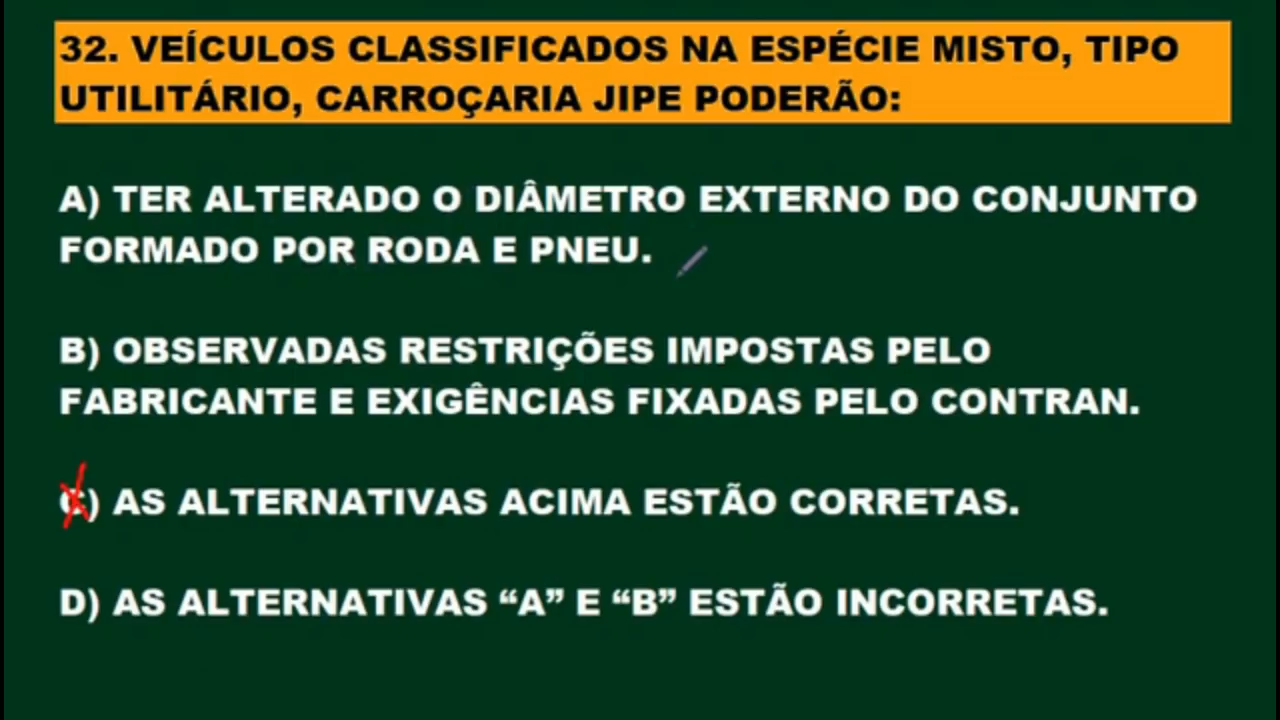 32. VEÍCULOS CLASSIFICADOS NA ESPÉCIE MISTO, TIPO
UTILITÁRIO, CARROÇARIA JIPE PODERÃO:
A) TER ALTERADO O DIÂMETRO EXTERNO DO CONJUNTO
FORMADO POR RODA E PNEU.
B) OBSERVADAS RESTRIÇÕES IMPOSTAS PELO
FABRICANTE E EXIGÊNCIAS FIXADAS PELO CONTRAN.
C) AS ALTERNATIVAS ACIMA ESTÃO CORRETAS.
D) AS ALTERNATIVAS “A” E “B” ESTÃO INCORRETAS.